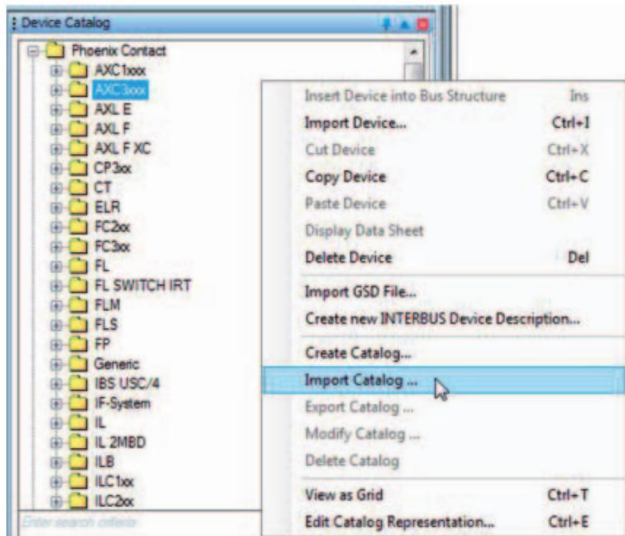 Device Catalog
Phoenix Contact
AXC1xxx
AXC3xxx
AXL E
AXL F
AXL F XC
CP3xx
CT
ELR
FC2xx
FC3xx
FL
FL SWITCH IRT
FLM
FLS
FP
Generic
IBS USC/4
IF-System
IL
IL 2MBD
ILB
ILC1xx
ILC2xx
Enter search criteria
Insert Device into Bus Structure Ins
Import Device... Ctrl+I
Cut Device Ctrl+X
Copy Device Ctrl+C
Paste Device Ctrl+V
Display Data Sheet
Delete Device Del
Import GSD File...
Create new INTERBUS Device Description...
Create Catalog...
Import Catalog ...
Export Catalog ...
Modify Catalog ...
Delete Catalog
View as Grid Ctrl+T
Edit Catalog Representation... Ctrl+E